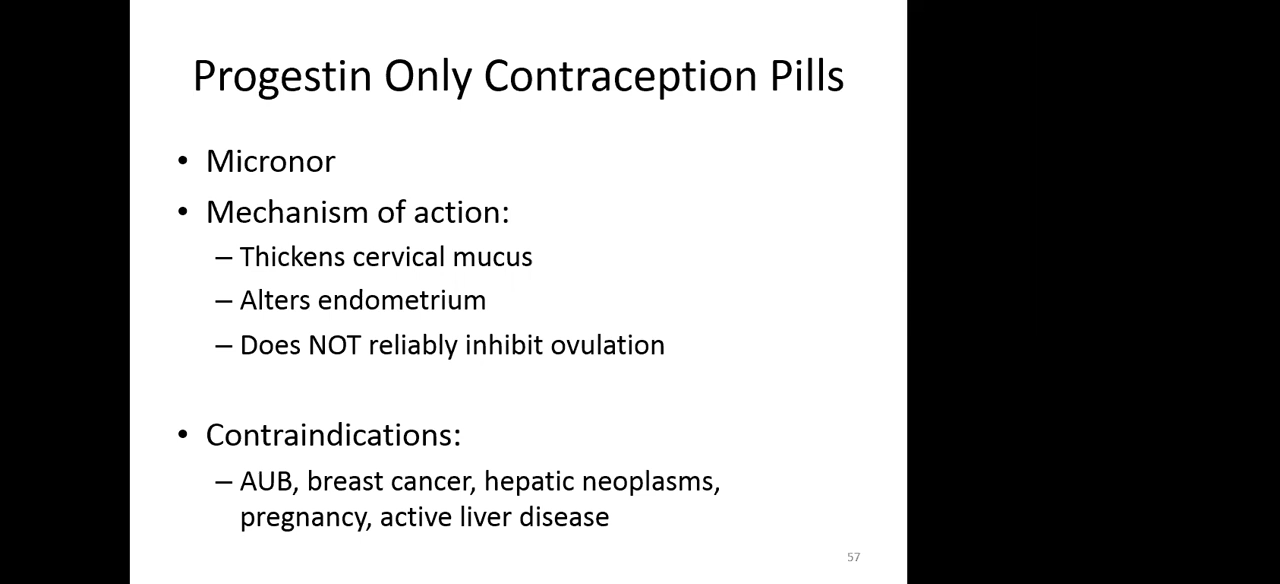 Progestin Only Contraception Pills
• Micronor
• Mechanism of action:
– Thickens cervical mucus
– Alters endometrium
– Does NOT reliably inhibit ovulation
• Contraindications:
– AUB, breast cancer, hepatic neoplasms,
pregnancy, active liver disease
57